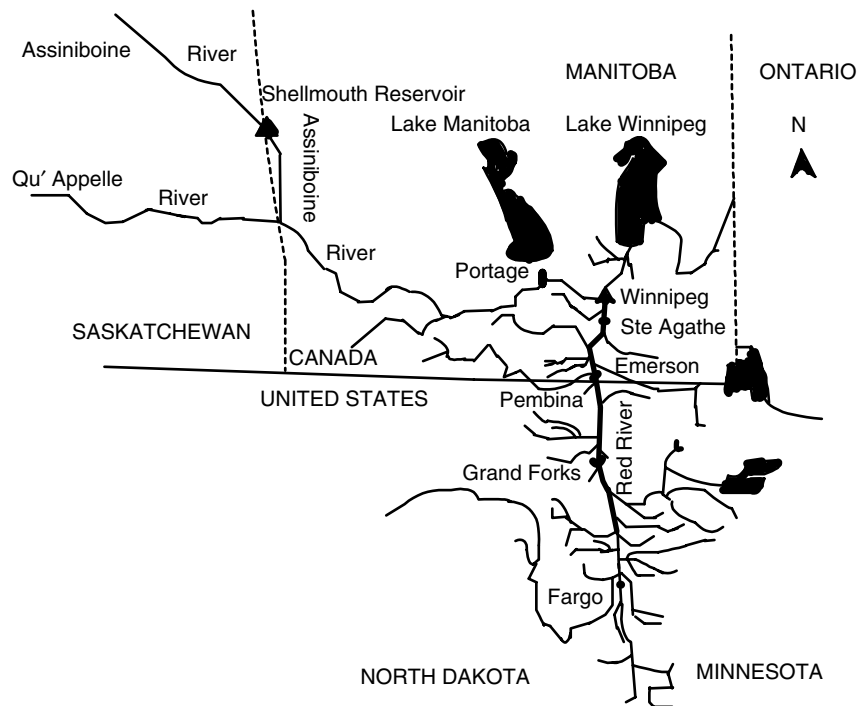 Assiniboine
River
MANITOBA
ONTARIO
Shellmouth Reservoir
Assiniboine
Lake Manitoba
Lake Winnipeg
N
Qu' Appelle
River
River
Portage
Winnipeg
Ste Agathe
SASKATCHEWAN
CANADA
Emerson
UNITED STATES
Pembina
Red River
Grand Forks
Fargo
NORTH DAKOTA
MINNESOTA